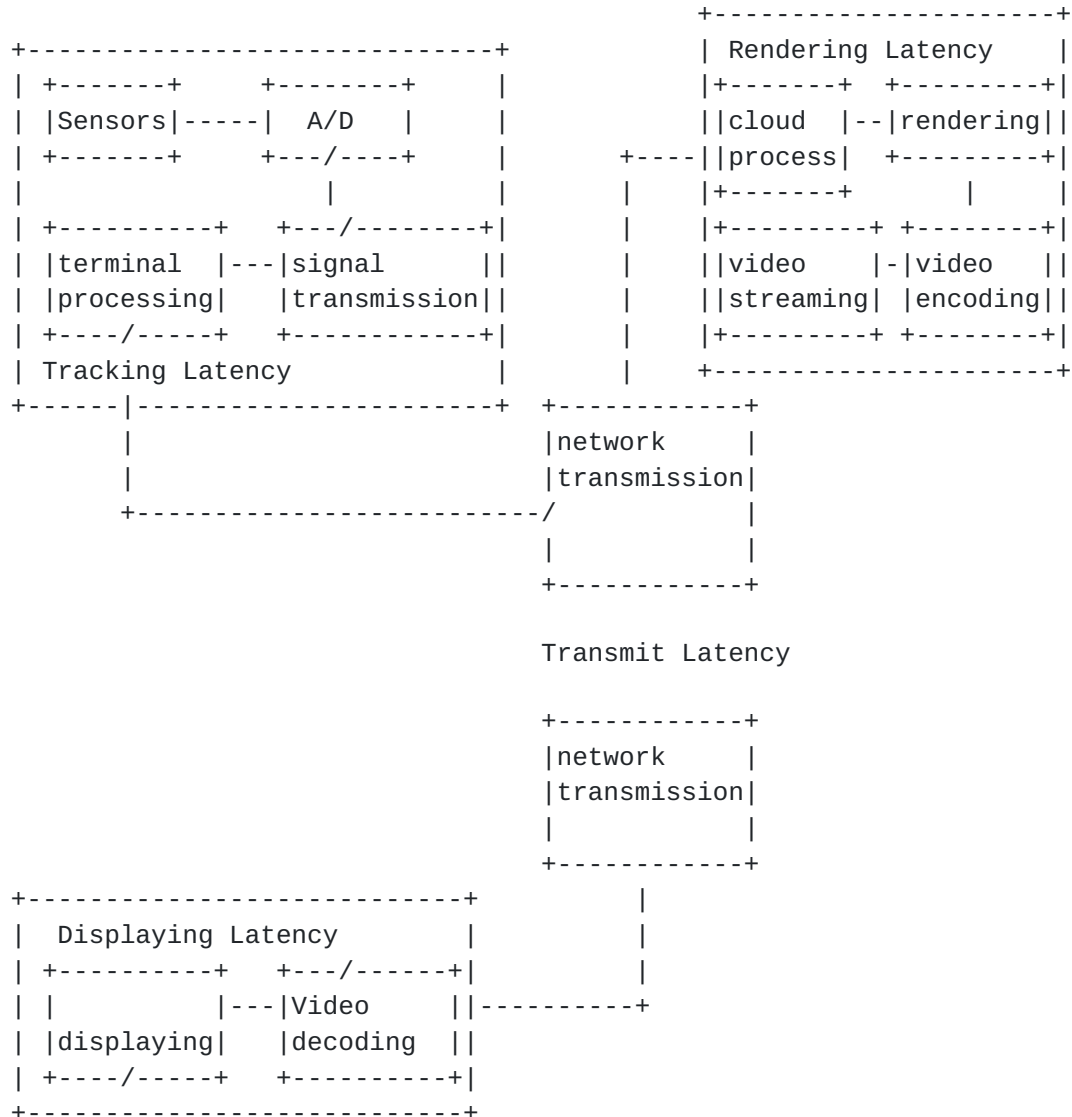 Rendering Latency
Sensors A/D cloud rendering
process
terminal signal video video
processing transmission streaming encoding
Tracking Latency
network
transmission
Transmit Latency
network
transmission
Displaying Latency
Video
displaying decoding